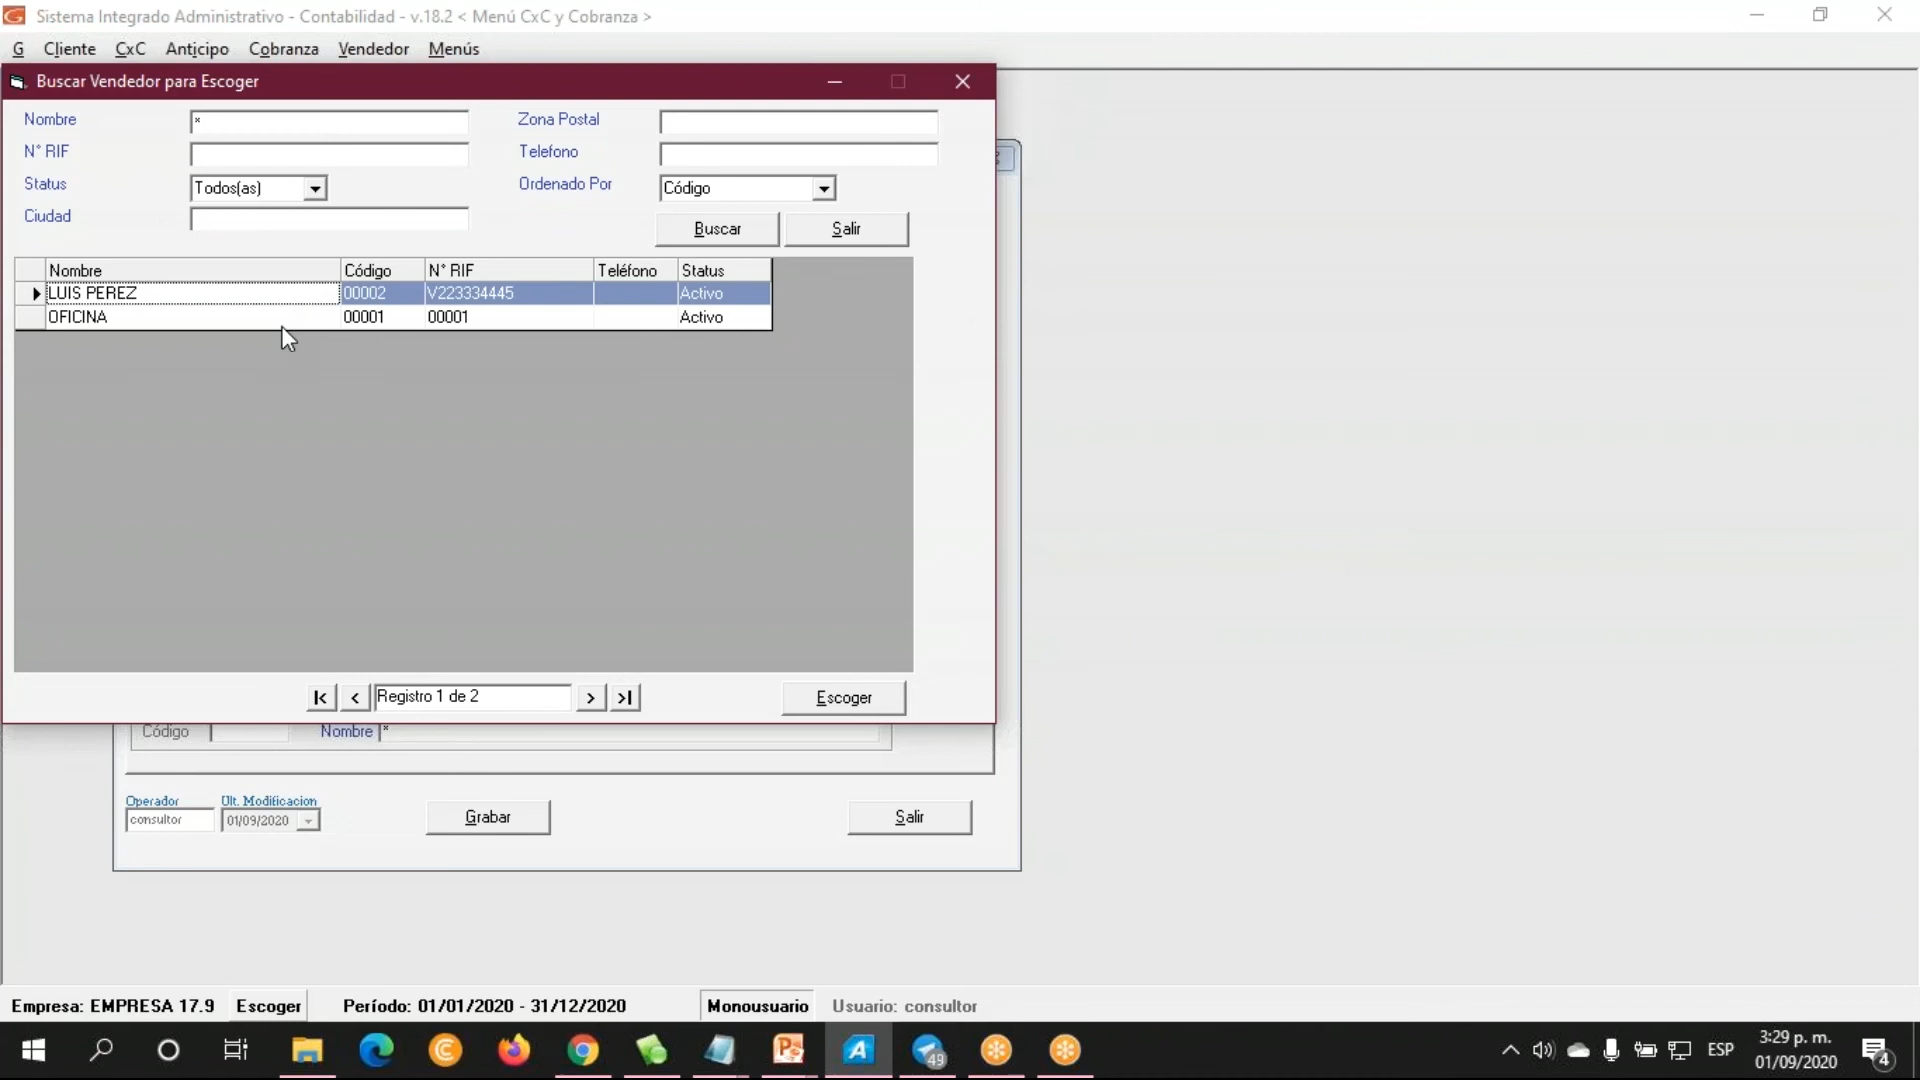 Sistema Integrado Administrativo - Contabilidad - v.18.2 < Menú CxC y Cobranza >
G Cliente CxC Anticipo Cobranza Vendedor Menús
Buscar Vendedor para Escoger
Nombre * Zona Postal
N° RIF Telefono
Status Todos(as) Ordenado Por Código
Ciudad
Buscar Salir
Nombre Código N° RIF Teléfono Status
LUIS PEREZ 00002 V223334445 Activo
OFICINA 00001 00001 Activo
Registro 1 de 2
Escoger
Código Nombre *
Operador Ult. Modificacion
consultor 01/09/2020
Grabar Salir
Empresa: EMPRESA 17.9 Escoger Período: 01/01/2020 - 31/12/2020 Monousuario Usuario: consultor
49
ESP
3:29 p. m.
01/09/2020
4